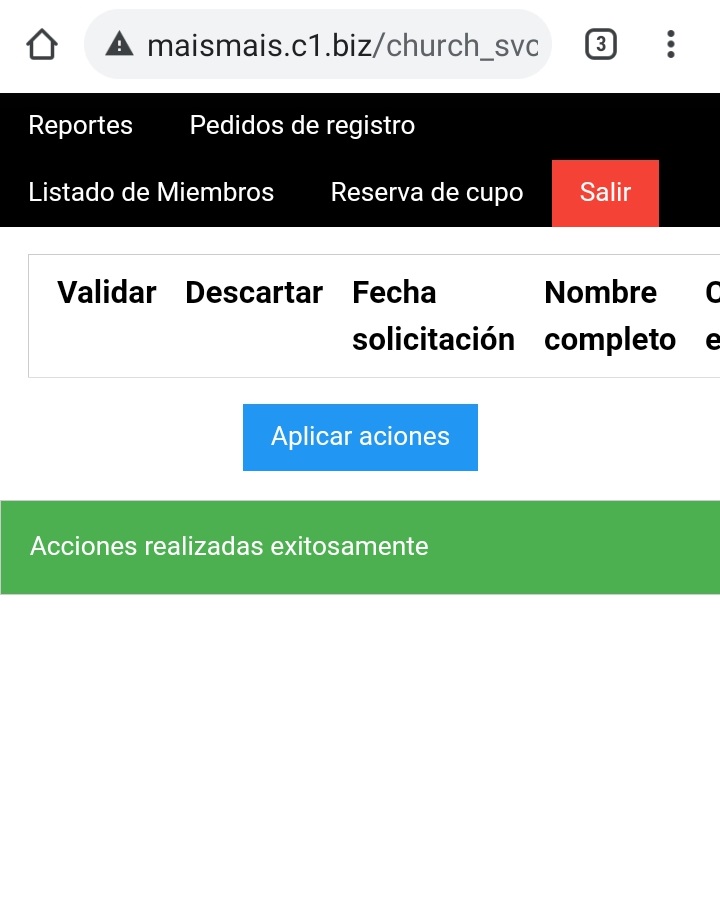 maismais.c1.biz/church_svc
3
Reportes Pedidos de registro
Listado de Miembros Reserva de cupo Salir
Validar Descartar Fecha Nombre
solicitación completo
Aplicar aciones
Acciones realizadas exitosamente